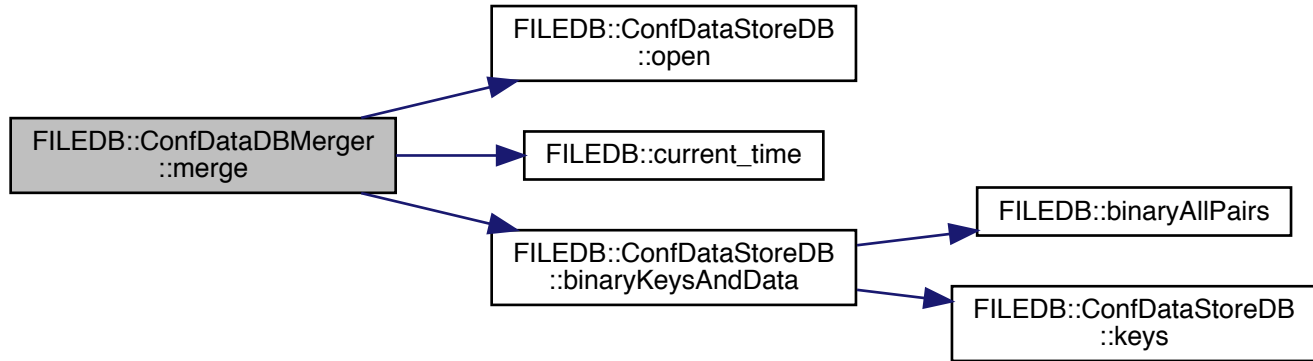 FILEDB::ConfDataStoreDB
::open
FILEDB::ConfDataDBMerger
::merge
FILEDB::current_time
FILEDB::binaryAllPairs
FILEDB::ConfDataStoreDB
::binaryKeysAndData
FILEDB::ConfDataStoreDB
::keys